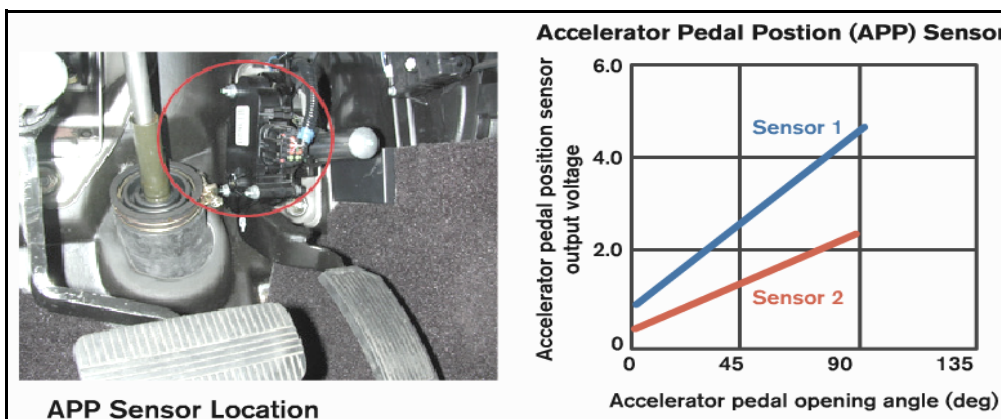 Accelerator Pedal Postion (APP) Sensor
Accelerator pedal position sensor
output voltage
6.0
4.0
2.0
0
Sensor 1
Sensor 2
0 45 90 135
Accelerator pedal opening angle (deg)
APP Sensor Location